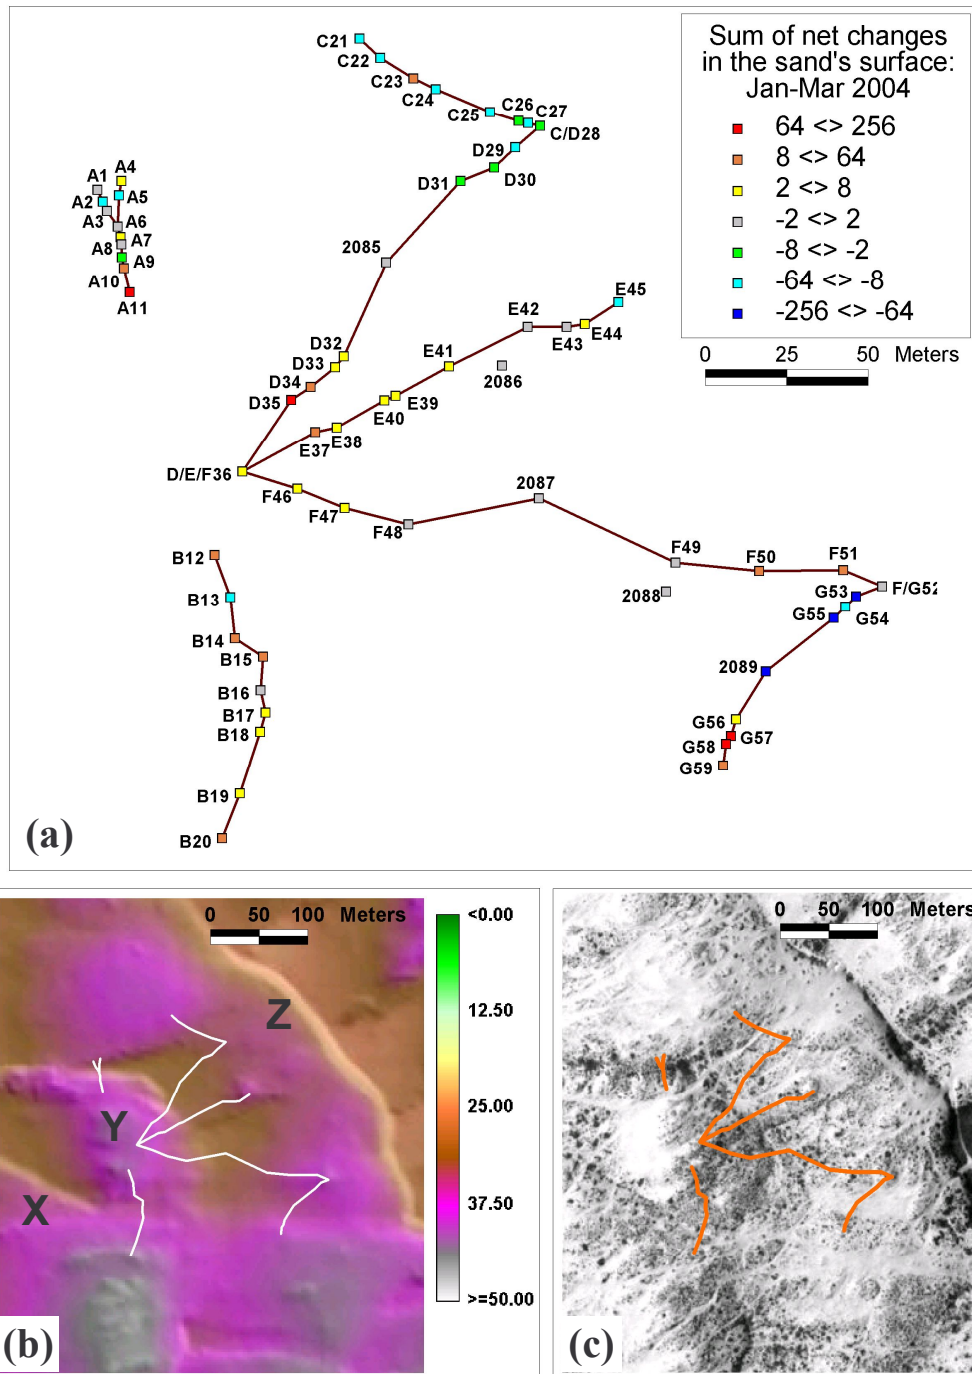 Sum of net changes
in the sand's surface:
Jan-Mar 2004
64 <> 256
8 <> 64
2 <> 8
-2 <> 2
-8 <> -2
-64 <> -8
-256 <> -64
0 25 50 Meters
C21
C22
C23
C24
C25
C26
C27
C/D28
D29
D30
D31
2085
D32
D33
D34
D35
A1
A2
A3
A4
A5
A6
A7
A8
A9
A10
A11
E45
E44
E43
E42
E41
2086
E40
E39
E38
E37
D/E/F36
F46
F47
F48
2087
F49
F50
F51
F/G52
2088
G53
G54
G55
2089
G56
G57
G58
G59
B12
B13
B14
B15
B16
B17
B18
B19
B20
(a)
0 50 100 Meters
<0.00
12.50
25.00
37.50
>=50.00
Z
Y
X
(b)
0 50 100 Meters
(c)